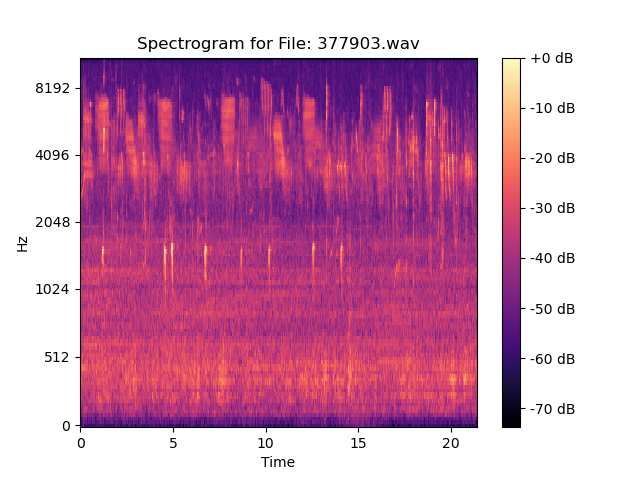 Spectrogram for File: 377903.wav
Hz
8192
4096
2048
1024
512
0
0 5 10 15 20
Time
+0 dB
-10 dB
-20 dB
-30 dB
-40 dB
-50 dB
-60 dB
-70 dB